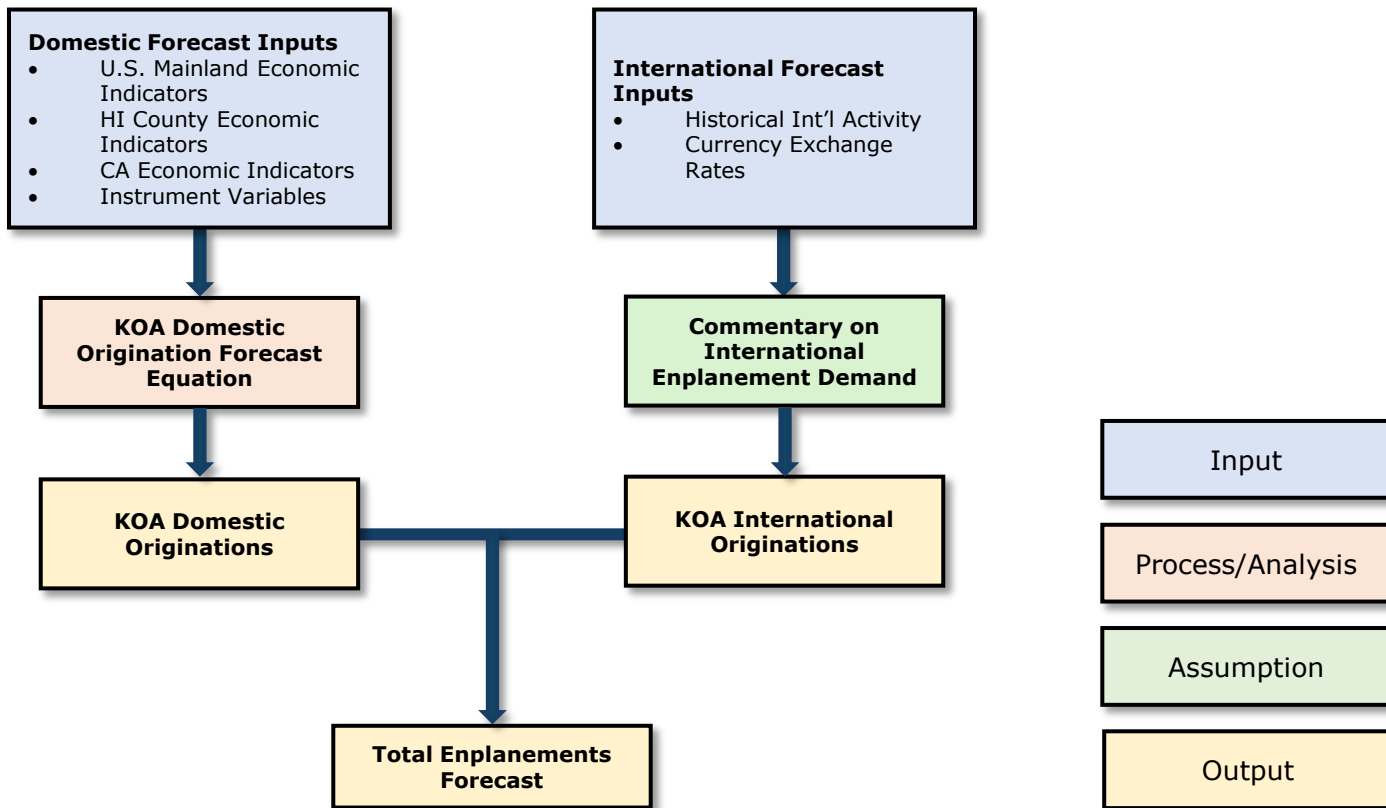 Domestic Forecast Inputs
• U.S. Mainland Economic
Indicators
• HI County Economic
Indicators
• CA Economic Indicators
• Instrument Variables
International Forecast
Inputs
• Historical Int’l Activity
• Currency Exchange
Rates
KOA Domestic
Origination Forecast
Equation
Commentary on
International
Enplanement Demand
KOA Domestic
Originations
KOA International
Originations
Total Enplanements
Forecast
Input
Process/Analysis
Assumption
Output